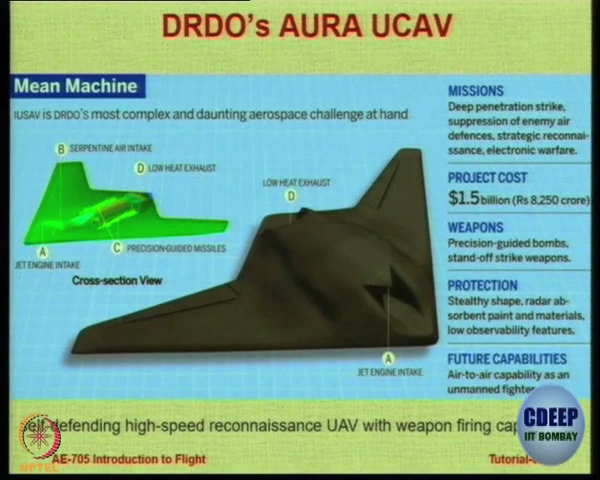 DRDO's AURA UCAV
Mean Machine
IUSAV is DRDO's most complex and daunting aerospace challenge at hand
B SERPENTINE AIR INTAKE
D LOW HEAT EXHAUST
LOW HEAT EXHAUST
D
A
JET ENGINE INTAKE
C PRECISION-GUIDED MISSILES
Cross-section View
A
JET ENGINE INTAKE
MISSIONS
Deep penetration strike,
suppression of enemy air
defences, strategic reconnai-
ssance, electronic warfare.
PROJECT COST
$1.5 billion (Rs 8,250 crore)
WEAPONS
Precision-guided bombs,
stand-off strike weapons.
PROTECTION
Stealthy shape, radar ab-
sorbent paint and materials,
low observability features.
FUTURE CAPABILITIES
Air-to-air capability as an
unmanned
defending high-speed reconnaissance UAV with weapon firing
AE-705 Introduction to Flight
NPTEL
CDEEP
IIT BOMBAY